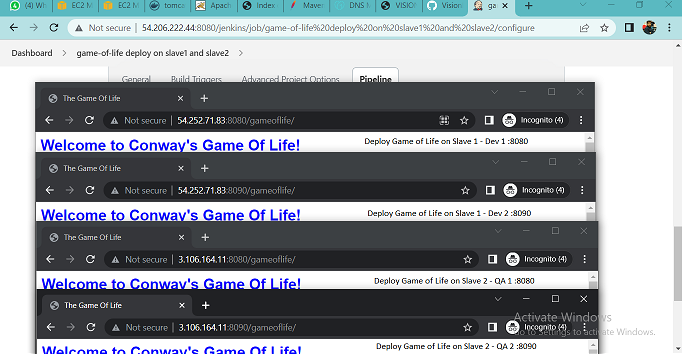 (4) Wh
EC2 M
EC2 M
tomca
Apach
Index
Maver
DNS N
VISION
Vision
ga
Not secure | 54.206.222.44:8080/jenkins/job/game-of-life%20deploy%20on%20slave1%20and%20slave2/configure
Dashboard > game-of-life deploy on slave1 and slave2 >
General Build Triggers Advanced Project Options Pipeline
The Game Of Life
Not secure | 54.252.71.83:8080/gameoflife/ Incognito (4)
Welcome to Conway's Game Of Life! Deploy Game of Life on Slave 1 - Dev 1 :8080
The Game Of Life
Not secure | 54.252.71.83:8090/gameoflife/ Incognito (4)
Welcome to Conway's Game Of Life! Deploy Game of Life on Slave 1 - Dev 2 :8090
The Game Of Life
Not secure | 3.106.164.11:8080/gameoflife/ Incognito (4)
Welcome to Conway's Game Of Life! Deploy Game of Life on Slave 2 - QA 1 :8080
The Game Of Life
Activate Windows
Not secure | 3.106.164.11:8090/gameoflife/ Incognito (4)
Go to Settings to activate Windows.
Welcome to Conway's Game Of Life! Deploy Game of Life on Slave 2 - QA 2 :8090